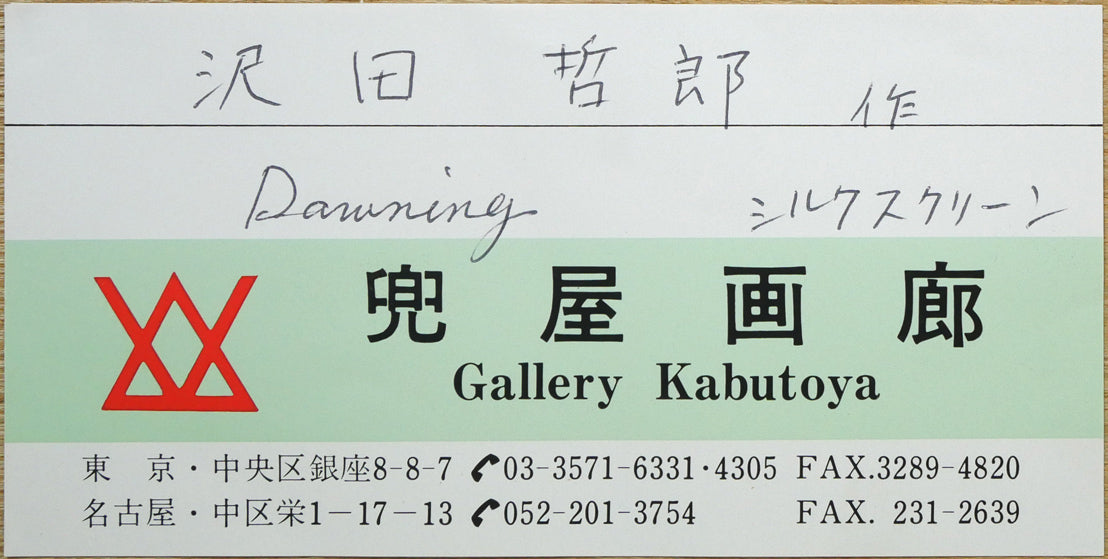 沢田 哲郎 作
Dawning シルクスクリーン
兜屋画廊
Gallery Kabutoya
東 京・中央区銀座8-8-7 03-3571-6331・4305 FAX.3289-4820
名古屋・中区栄1-17-13 052-201-3754 FAX. 231-2639